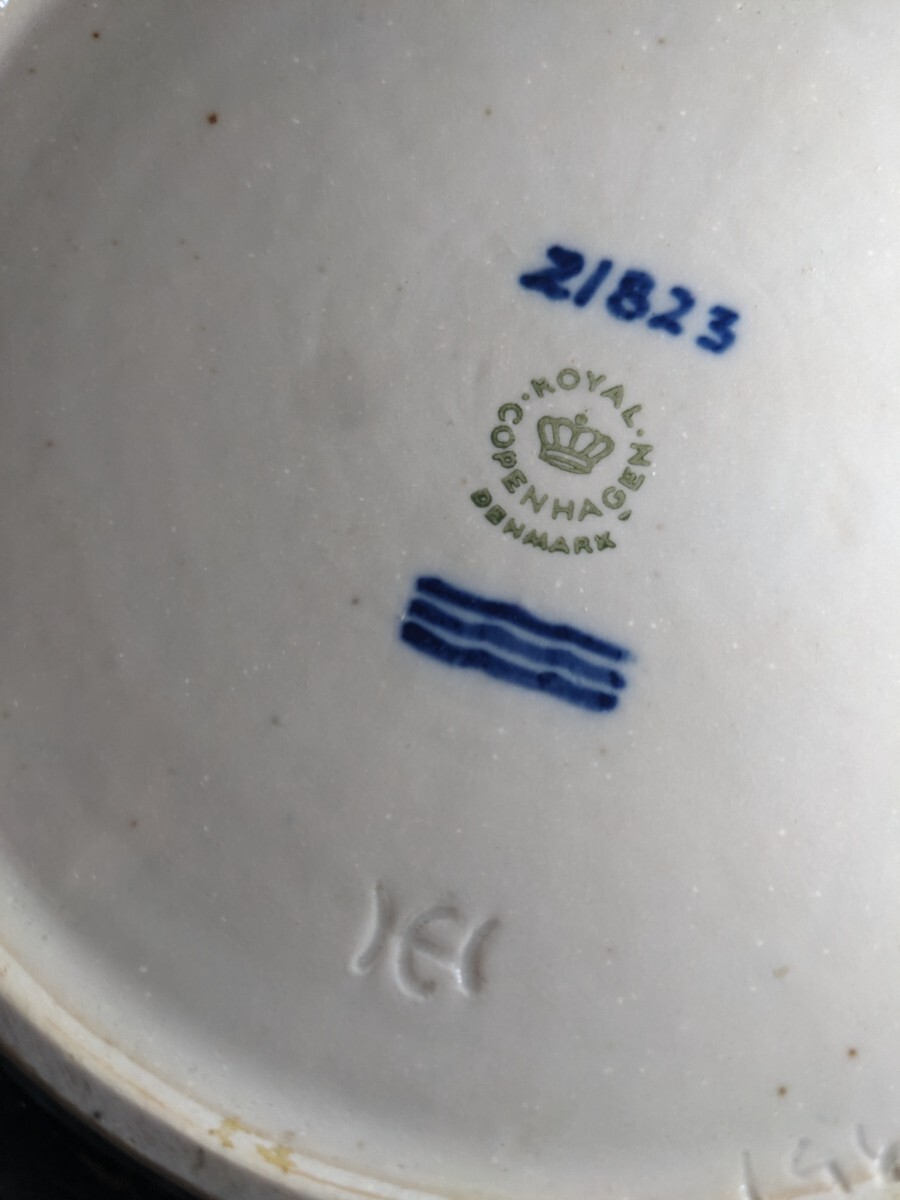 21823
· ROYAL ·
COPENHAGEN
DENMARK